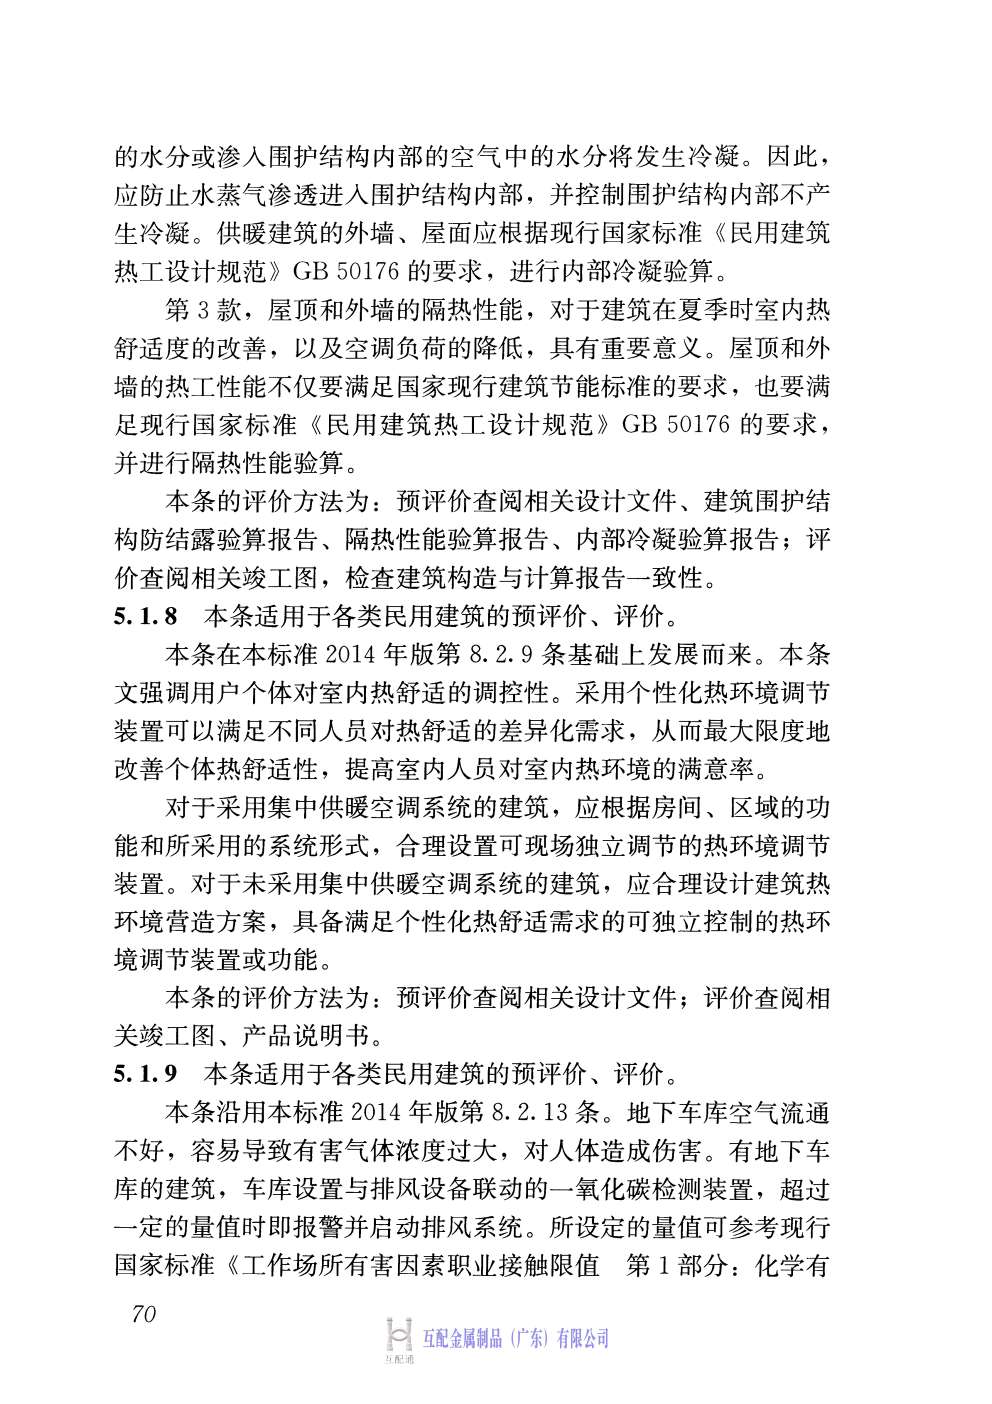 的水分或渗入围护结构内部的空气中的水分将发生冷凝。因此，
应防止水蒸气渗透进入围护结构内部，并控制围护结构内部不产
生冷凝。供暖建筑的外墙、屋面应根据现行国家标准《民用建筑
热工设计规范》GB 50176 的要求，进行内部冷凝验算。
第 3 款，屋顶和外墙的隔热性能，对于建筑在夏季时室内热
舒适度的改善，以及空调负荷的降低，具有重要意义。屋顶和外
墙的热工性能不仅要满足国家现行建筑节能标准的要求，也要满
足现行国家标准《民用建筑热工设计规范》GB 50176 的要求，
并进行隔热性能验算。
本条的评价方法为：预评价查阅相关设计文件、建筑围护结
构防结露验算报告、隔热性能验算报告、内部冷凝验算报告；评
价查阅相关竣工图，检查建筑构造与计算报告一致性。
5.1.8 本条适用于各类民用建筑的预评价、评价。
本条在本标准 2014 年版第 8.2.9 条基础上发展而来。本条
文强调用户个体对室内热舒适的调控性。采用个性化热环境调节
装置可以满足不同人员对热舒适的差异化需求，从而最大限度地
改善个体热舒适性，提高室内人员对室内热环境的满意率。
对于采用集中供暖空调系统的建筑，应根据房间、区域的功
能和所采用的系统形式，合理设置可现场独立调节的热环境调节
装置。对于未采用集中供暖空调系统的建筑，应合理设计建筑热
环境营造方案，具备满足个性化热舒适需求的可独立控制的热环
境调节装置或功能。
本条的评价方法为：预评价查阅相关设计文件；评价查阅相
关竣工图、产品说明书。
5.1.9 本条适用于各类民用建筑的预评价、评价。
本条沿用本标准 2014 年版第 8.2.13 条。地下车库空气流通
不好，容易导致有害气体浓度过大，对人体造成伤害。有地下车
库的建筑，车库设置与排风设备联动的一氧化碳检测装置，超过
一定的量值时即报警并启动排风系统。所设定的量值可参考现行
国家标准《工作场所有害因素职业接触限值 第 1 部分：化学有
70
互配金属制品（广东）有限公司
互配通